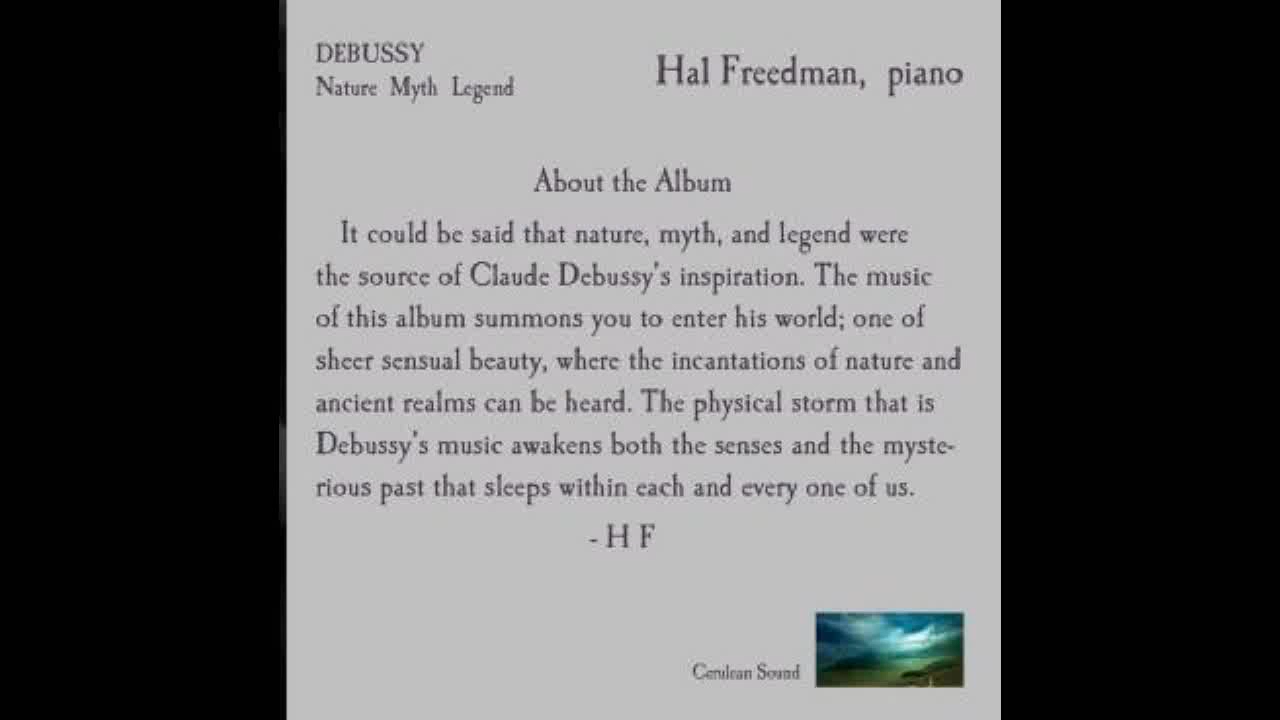 DEBUSSY
Nature Myth Legend
Hal Freedman, piano
About the Album
It could be said that nature, myth, and legend were
the source of Claude Debussy's inspiration. The music
of this album summons you to enter his world; one of
sheer sensual beauty, where the incantations of nature and
ancient realms can be heard. The physical storm that is
Debussy's music awakens both the senses and the myste-
rious past that sleeps within each and every one of us.
- H F
Cerulean Sound